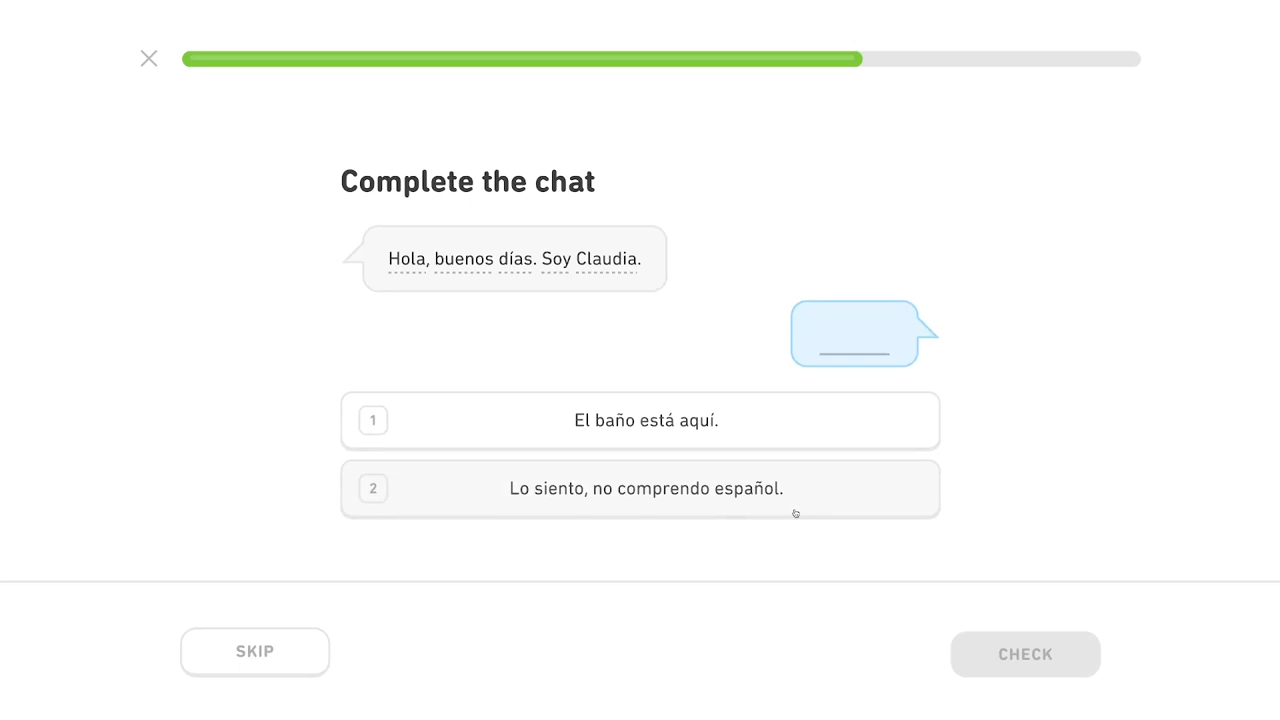 Complete the chat
Hola, buenos días. Soy Claudia.
1 El baño está aquí.
2 Lo siento, no comprendo español.
SKIP
CHECK